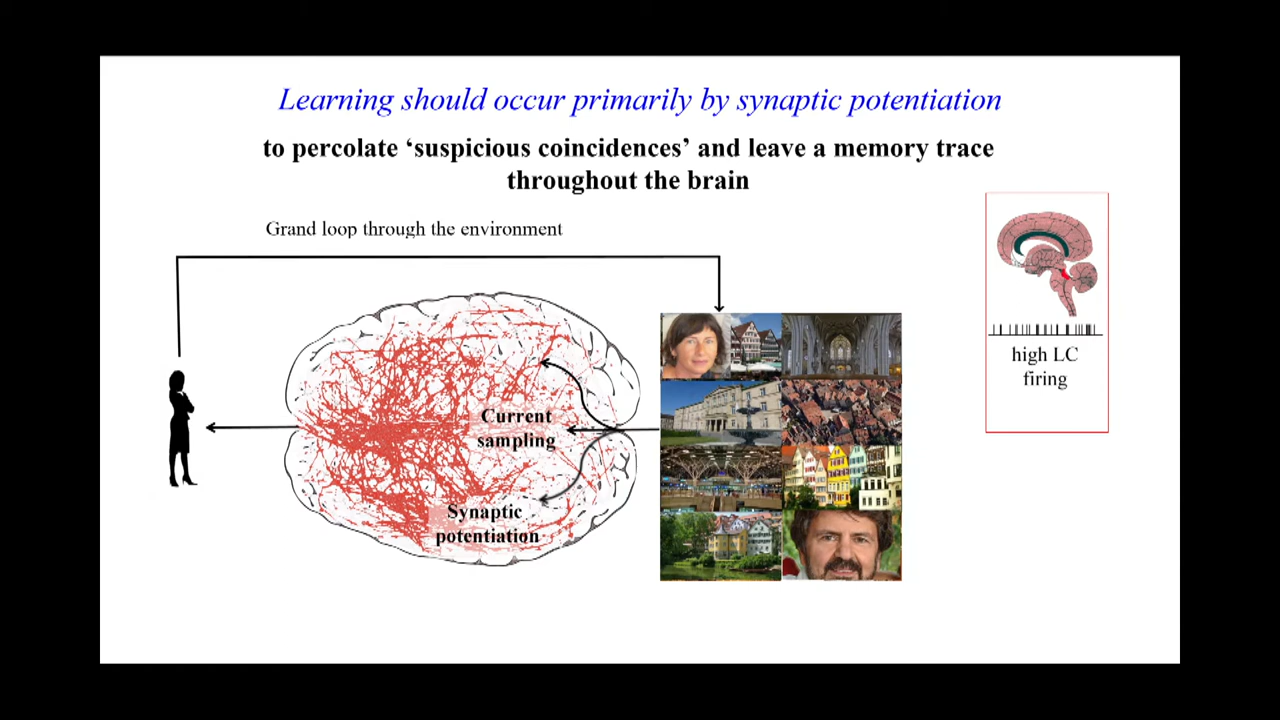 Learning should occur primarily by synaptic potentiation
to percolate ‘suspicious coincidences’ and leave a memory trace
throughout the brain
Grand loop through the environment
Current
sampling
Synaptic
potentiation
high LC
firing